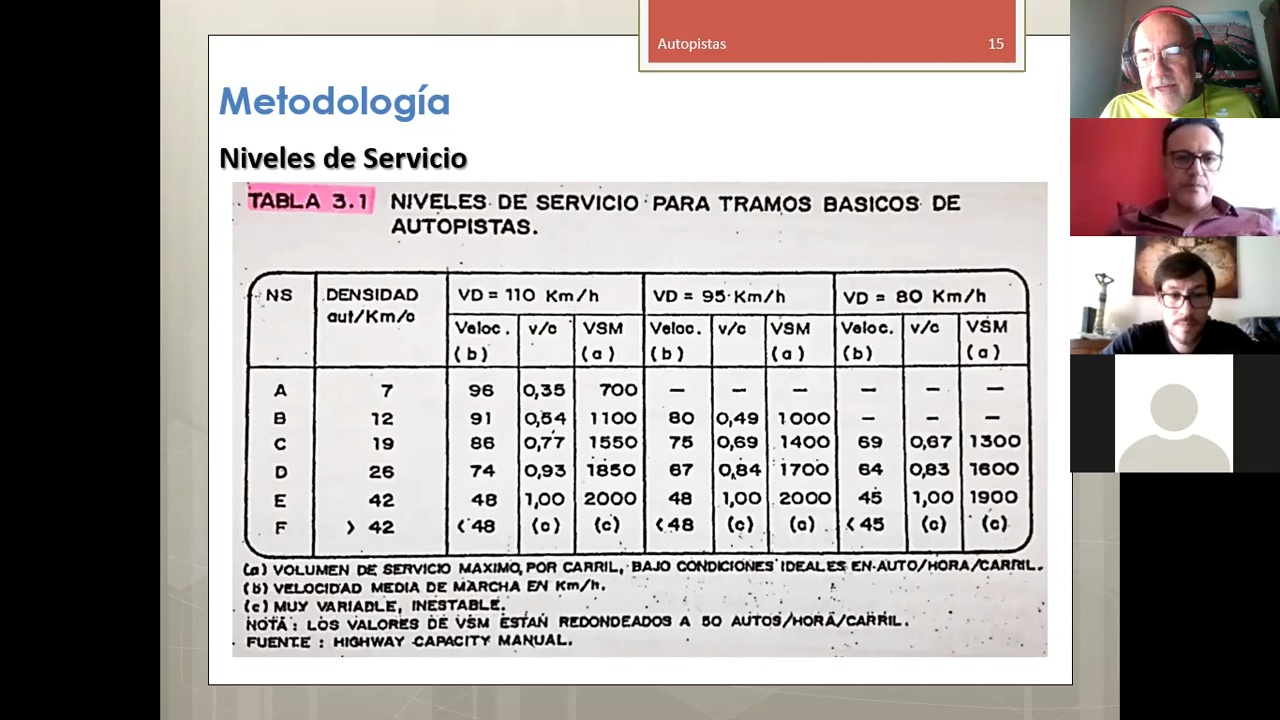 Autopistas 15
Metodología
Niveles de Servicio
TABLA 3.1 NIVELES DE SERVICIO PARA TRAMOS BASICOS DE
AUTOPISTAS.
NS DENSIDAD VD = 110 Km/h VD = 95 Km/h VD = 80 Km/h
aut/Km/c Veloc. v/c VSM Veloc. v/c VSM Veloc. v/c VSM
(b) (a) (b) (a) (b) (a)
A 7 96 0,35 700 — — — — — —
B 12 91 0,54 1100 80 0,49 1000 — — —
C 19 86 0,77 1550 75 0,69 1400 69 0,67 1300
D 26 74 0,93 1850 67 0,84 1700 64 0,83 1600
E 42 48 1,00 2000 48 1,00 2000 45 1,00 1900
F > 42 <48 (c) (c) <48 (c) (c) <45 (c) (c)
(a) VOLUMEN DE SERVICIO MAXIMO, POR CARRIL, BAJO CONDICIONES IDEALES EN AUTO/HORA/CARRIL.
(b) VELOCIDAD MEDIA DE MARCHA EN Km/h.
(c) MUY VARIABLE, INESTABLE.
NOTA : LOS VALORES DE VSM ESTAN REDONDEADOS A 50 AUTOS/HORA/CARRIL.
FUENTE : HIGHWAY CAPACITY MANUAL.